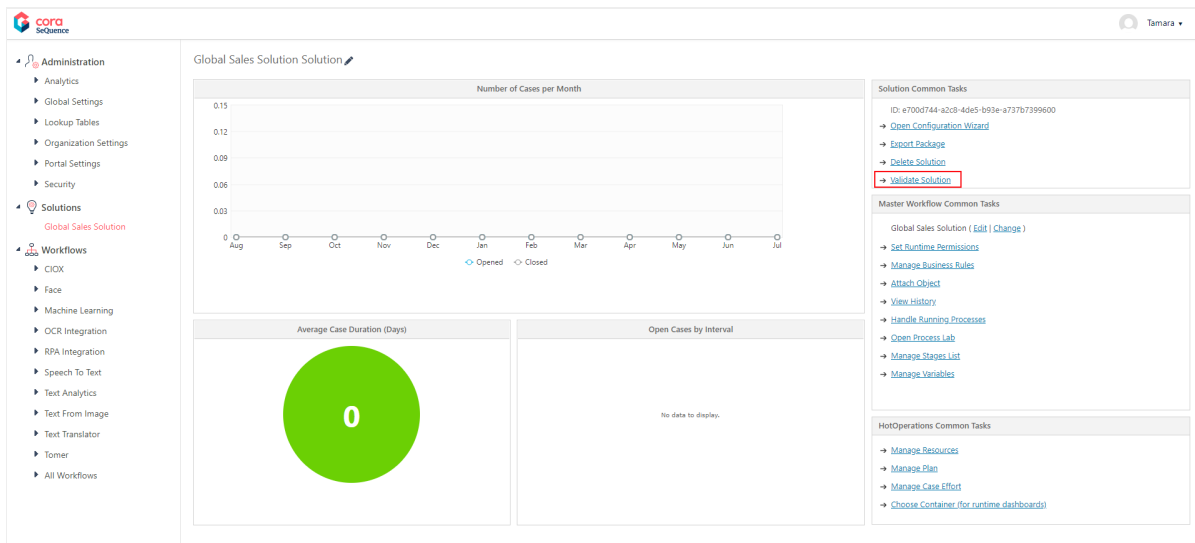 cora
SeQuence
Tamara
Administration
Analytics
Global Settings
Lookup Tables
Organization Settings
Portal Settings
Security
Solutions
Global Sales Solution
Workflows
CIOX
Face
Machine Learning
OCR Integration
RPA Integration
Speech To Text
Text Analytics
Text From Image
Text Translator
Tomer
All Workflows
Global Sales Solution Solution
Number of Cases per Month
0.15
0.12
0.09
0.06
0.03
0
Aug Sep Oct Nov Dec Jan Feb Mar Apr May Jun Jul
Opened Closed
Average Case Duration (Days)
0
Open Cases by Interval
No data to display.
Solution Common Tasks
ID: e700d744-a2c8-4de5-b93e-a737b7399600
Open Configuration Wizard
Export Package
Delete Solution
Validate Solution
Master Workflow Common Tasks
Global Sales Solution ( Edit | Change )
Set Runtime Permissions
Manage Business Rules
Attach Object
View History
Handle Running Processes
Open Process Lab
Manage Stages List
Manage Variables
HotOperations Common Tasks
Manage Resources
Manage Plan
Manage Case Effort
Choose Container (for runtime dashboards)